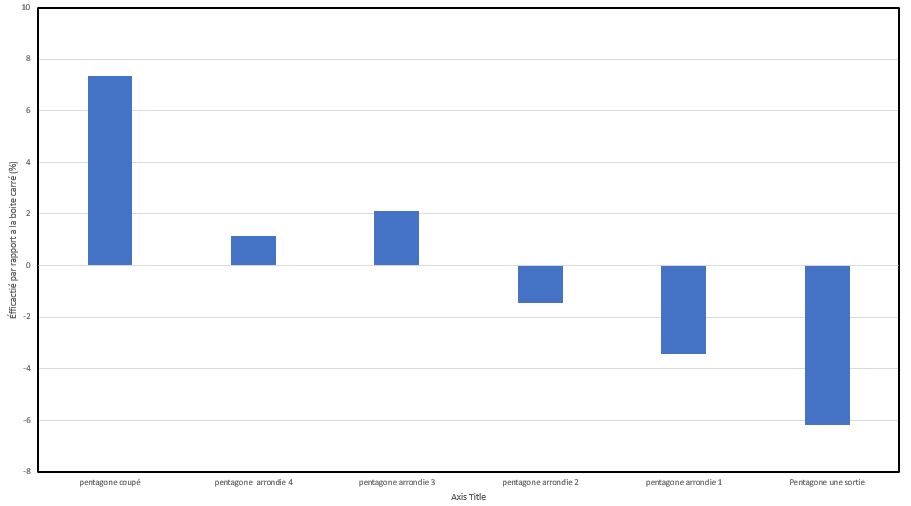 10
8
6
4
2
0
-2
-4
-6
-8
Éfficactié par rapport a la boite carré (%)
pentagone coupé
pentagone arrondie 4
pentagone arrondie 3
pentagone arrondie 2
pentagone arrondie 1
Pentagone une sortie
Axis Title